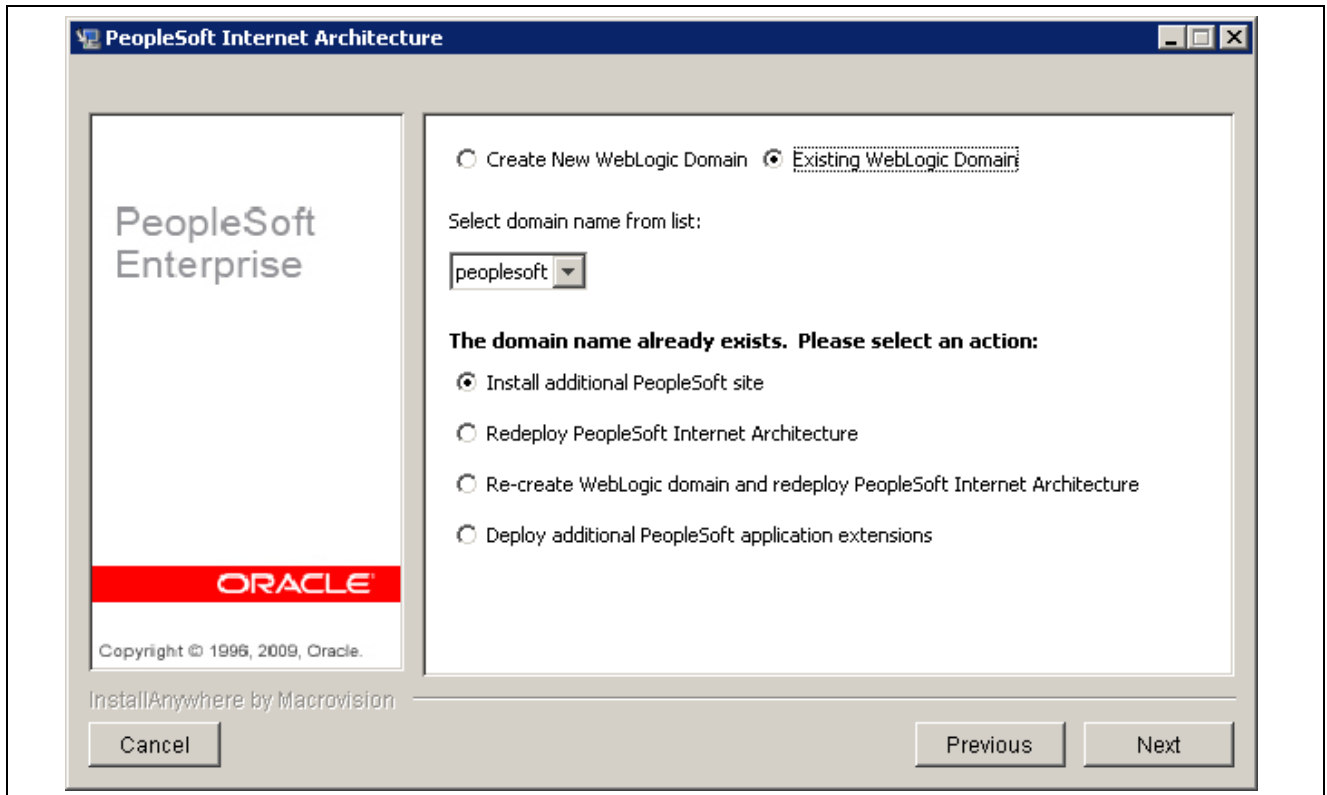 PeopleSoft Internet Architecture
Create New WebLogic Domain Existing WebLogic Domain
PeopleSoft
Enterprise
ORACLE
Copyright © 1996, 2009, Oracle.
Select domain name from list:
peoplesoft
The domain name already exists. Please select an action:
Install additional PeopleSoft site
Redeploy PeopleSoft Internet Architecture
Re-create WebLogic domain and redeploy PeopleSoft Internet Architecture
Deploy additional PeopleSoft application extensions
InstallAnywhere by Macrovision
Cancel Previous Next